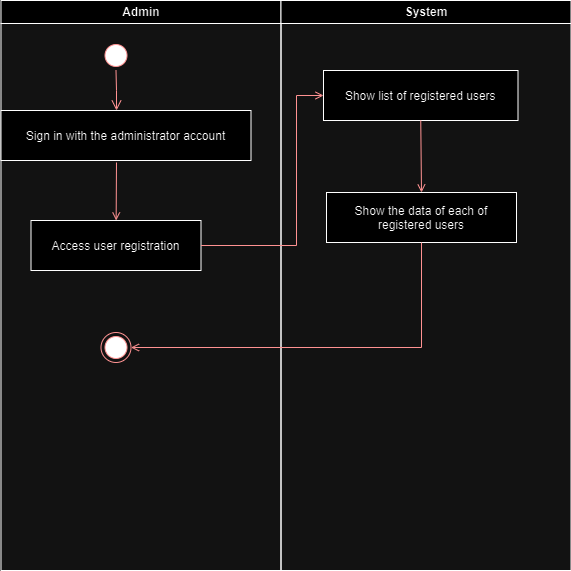 Admin
System
Show list of registered users
Sign in with the administrator account
Show the data of each of
registered users
Access user registration